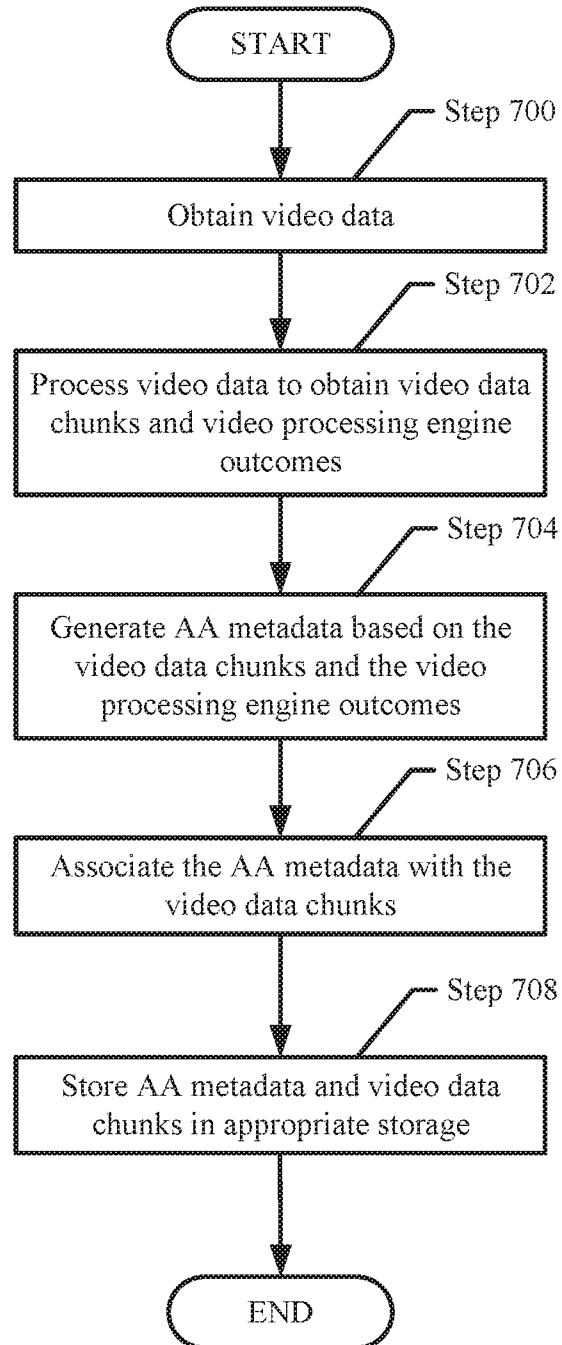 START
Step 700
Obtain video data
Step 702
Process video data to obtain video data
chunks and video processing engine
outcomes
Step 704
Generate AA metadata based on the
video data chunks and the video
processing engine outcomes
Step 706
Associate the AA metadata with the
video data chunks
Step 708
Store AA metadata and video data
chunks in appropriate storage
END